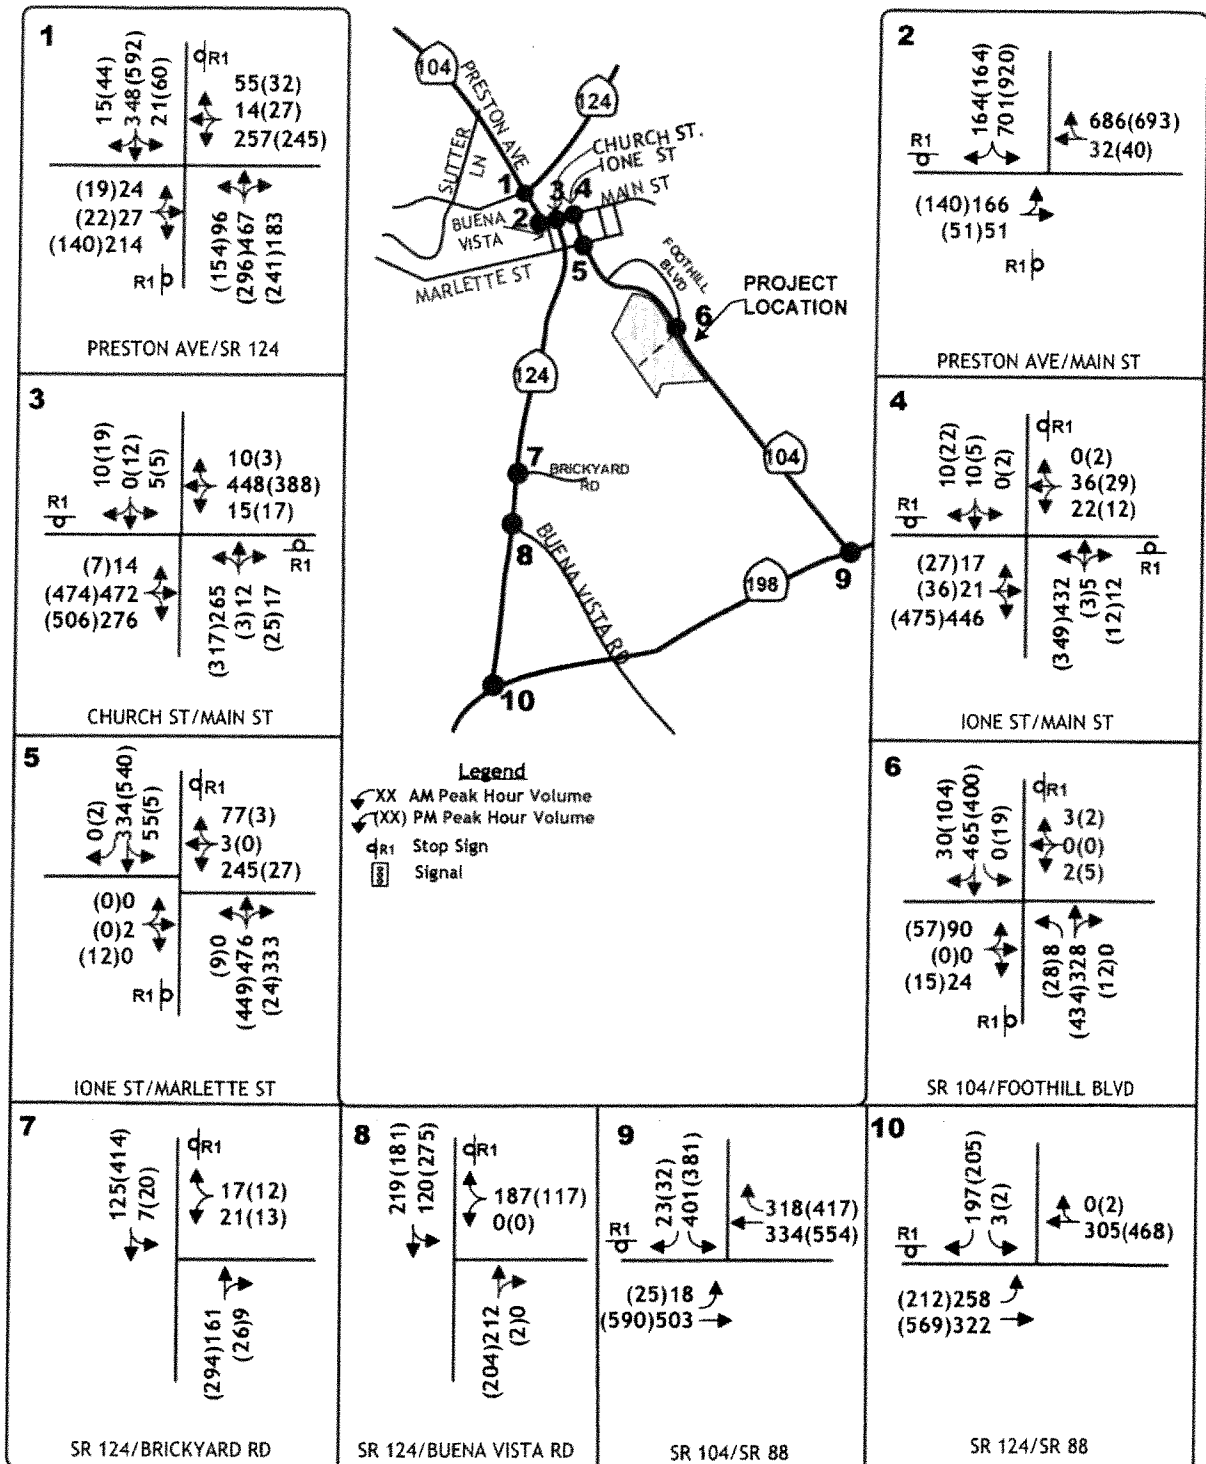 1
15(44)
348(592)
21(60)
R1
55(32)
14(27)
257(245)
(19)24
(22)27
(140)214
R1
(154)96
(296)467
(241)183
PRESTON AVE/SR 124
104
PRESTON AVE
124
SUTTER
LN
CHURCH ST.
IONE ST
MAIN ST
1
2
3
4
BUENA
VISTA
5
MARLETTE ST
FOOTHILL
BLVD
6
PROJECT
LOCATION
124
104
7
BRICKYARD
RD
8
BUENA VISTA RD
198
9
10
2
164(164)
701(920)
R1
686(693)
32(40)
(140)166
(51)51
R1
PRESTON AVE/MAIN ST
3
10(19)
0(12)
5(5)
R1
10(3)
448(388)
15(17)
(7)14
(474)472
(506)276
(317)265
(3)12
(25)17
R1
CHURCH ST/MAIN ST
4
10(22)
10(5)
0(2)
R1
R1
0(2)
36(29)
22(12)
(27)17
(36)21
(475)446
(349)432
(3)5
(12)12
R1
IONE ST/MAIN ST
5
0(2)
334(540)
55(5)
R1
77(3)
3(0)
245(27)
(0)0
(0)2
(12)0
R1
(9)0
(449)476
(24)333
IONE ST/MARLETTE ST
Legend
XX AM Peak Hour Volume
(XX) PM Peak Hour Volume
R1 Stop Sign
Signal
6
30(104)
465(400)
0(19)
R1
3(2)
0(0)
2(5)
(57)90
(0)0
(15)24
R1
(28)8
(434)328
(12)0
SR 104/FOOTHILL BLVD
7
125(414)
7(20)
R1
17(12)
21(13)
(294)161
(26)9
SR 124/BRICKYARD RD
8
219(181)
120(275)
R1
187(117)
0(0)
(204)212
(2)0
SR 124/BUENA VISTA RD
9
23(32)
401(381)
R1
318(417)
334(554)
(25)18
(590)503
SR 104/SR 88
10
197(205)
3(2)
R1
0(2)
305(468)
(212)258
(569)322
SR 124/SR 88